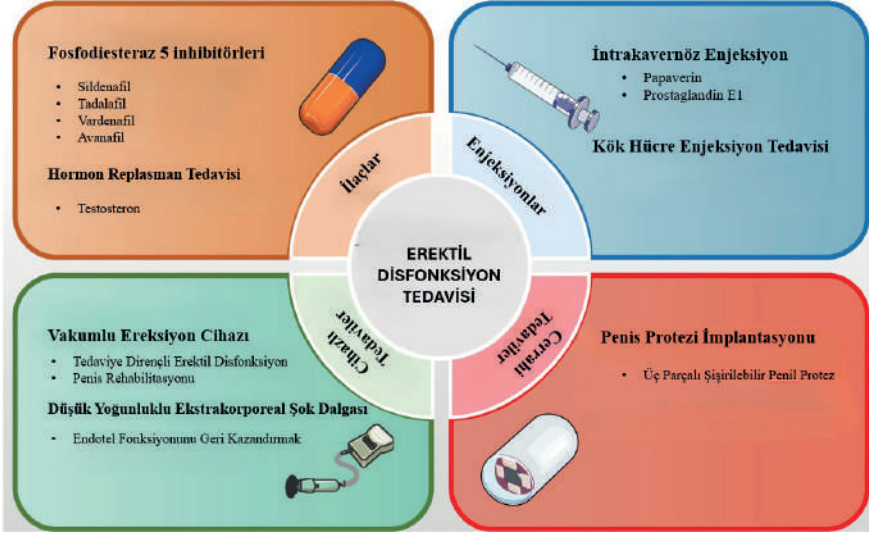 Fosfodiesteraz 5 inhibitörleri
• Sildenafil
• Tadalafil
• Vardenafil
• Avanafil
Hormon Replasman Tedavisi
• Testosteron
İlaçlar
İntrakavernöz Enjeksiyon
• Papaverin
• Prostaglandin E1
Kök Hücre Enjeksiyon Tedavisi
Enjeksiyonlar
EREKTİL
DİSFONKSİYON
TEDAVİSİ
Vakumlu Ereksiyon Cihazı
• Tedaviye Dirençli Erektil Disfonksiyon
• Penis Rehabilitasyonu
Düşük Yoğunluklu Ekstrakorporeal Şok Dalgası
• Endotel Fonksiyonunu Geri Kazandırmak
Cihazlı
Tedaviler
Cerrahi
Tedaviler
Penis Protezi İmplantasyonu
• Üç Parçalı Şişirilebilir Penil Protez